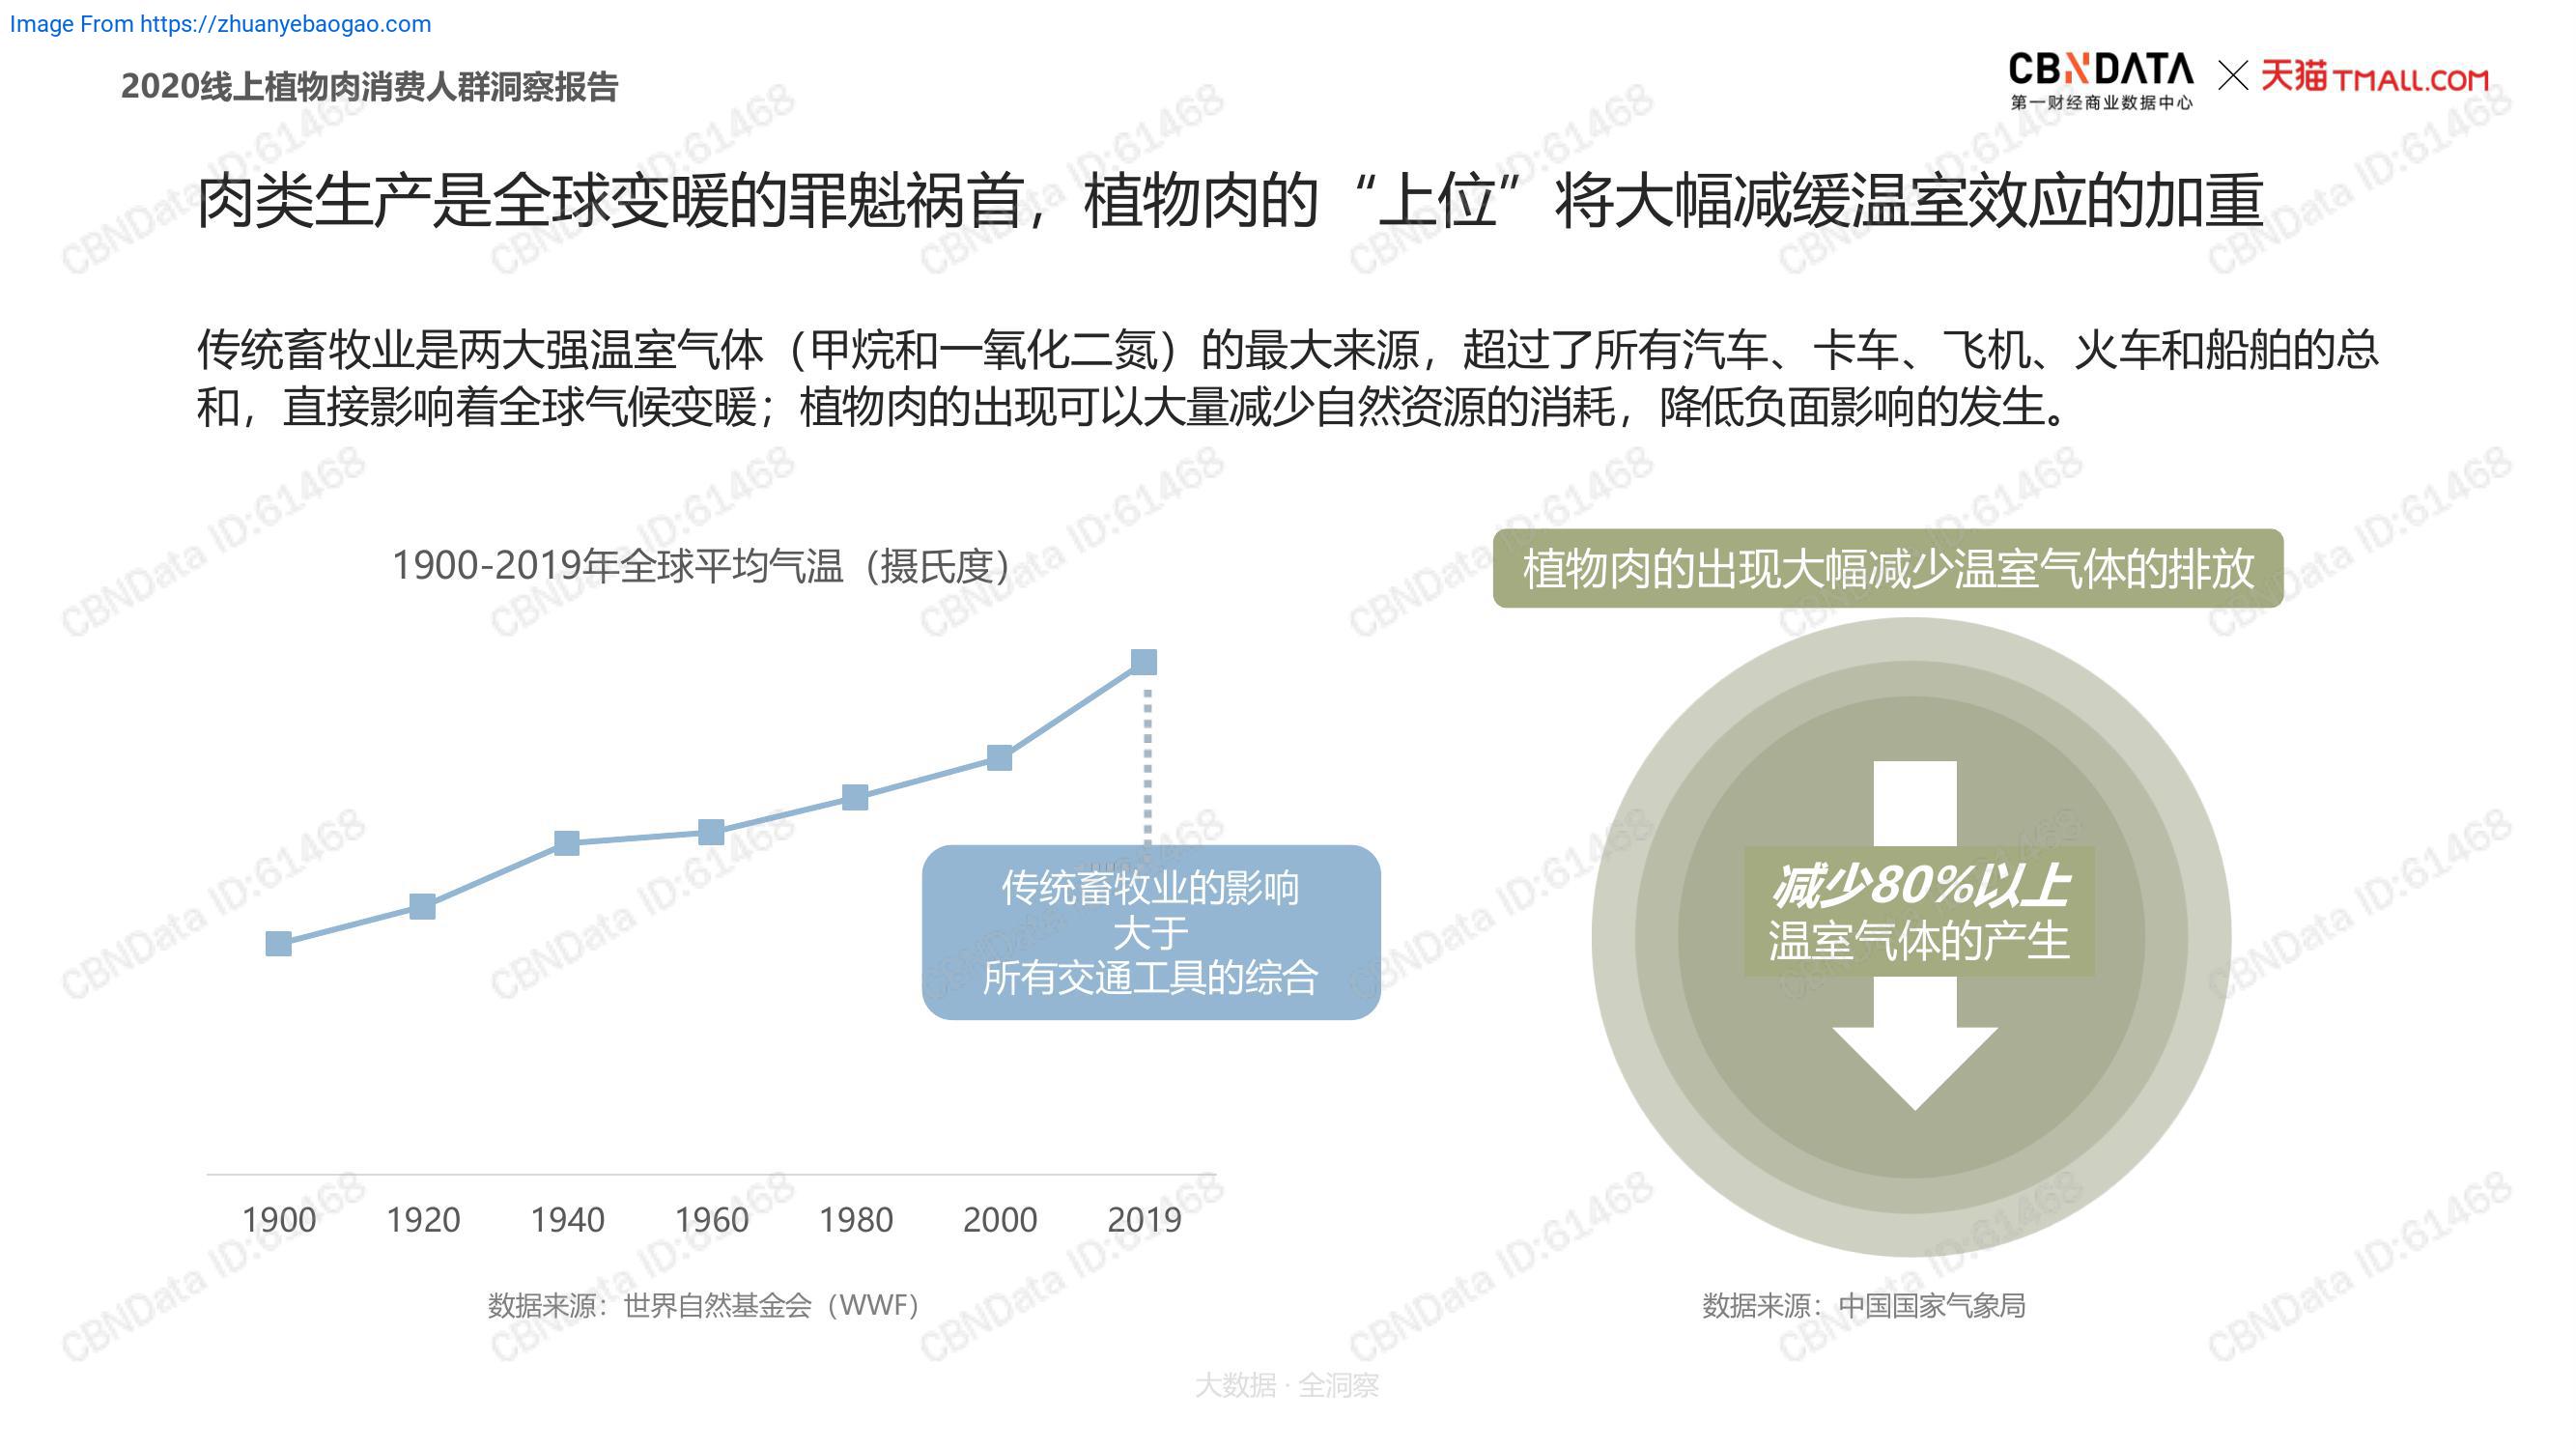 Image From https://zhuanyebaogao.com
2020线上植物肉消费人群洞察报告
CBNDATA
第一财经商业数据中心
天猫TMALL.COM
肉类生产是全球变暖的罪魁祸首，植物肉的“上位”将大幅减缓温室效应的加重
传统畜牧业是两大强温室气体（甲烷和一氧化二氮）的最大来源，超过了所有汽车、卡车、飞机、火车和船舶的总
和，直接影响着全球气候变暖；植物肉的出现可以大量减少自然资源的消耗，降低负面影响的发生。
1900-2019年全球平均气温（摄氏度）
传统畜牧业的影响
大于
所有交通工具的综合
1900 1920 1940 1960 1980 2000 2019
数据来源：世界自然基金会（WWF）
植物肉的出现大幅减少温室气体的排放
减少80%以上
温室气体的产生
数据来源：中国国家气象局
大数据 · 全洞察
CBNData ID:61468